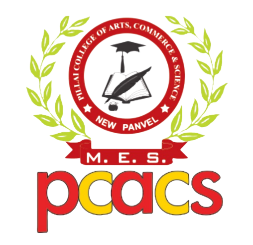 PILLAI COLLEGE OF ARTS, COMMERCE & SCIENCE
NEW PANVEL
M. E. S.
pcacs